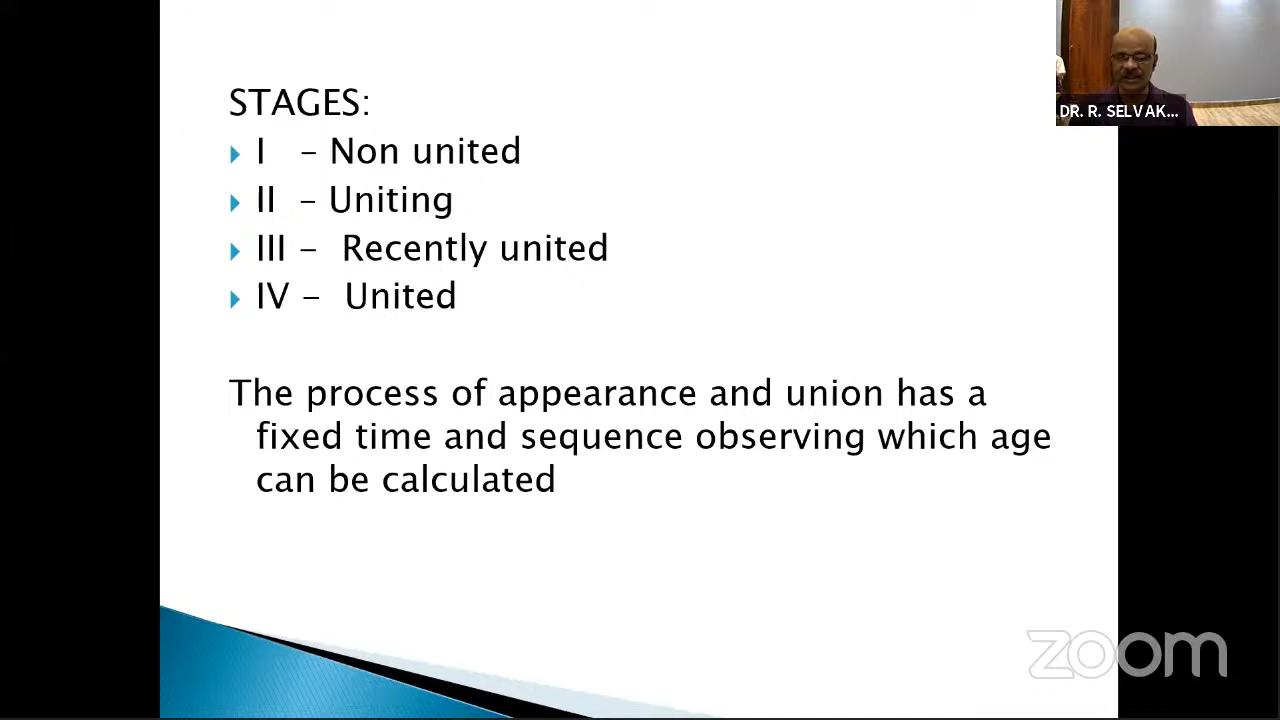 STAGES:
I – Non united
II – Uniting
III – Recently united
IV – United
The process of appearance and union has a
fixed time and sequence observing which age
can be calculated
DR. R. SELVAK...
zoom